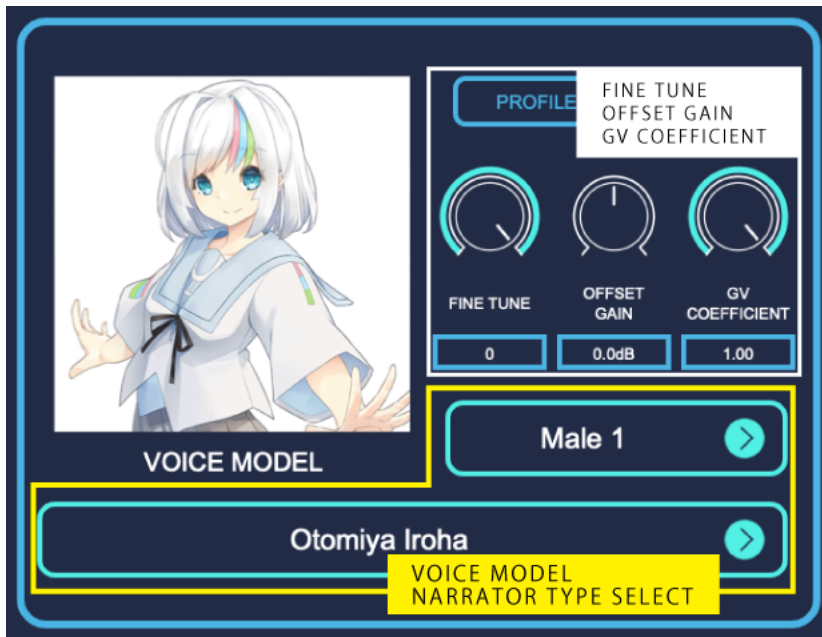 PROFILE
FINE TUNE
OFFSET GAIN
GV COEFFICIENT
FINE TUNE
OFFSET
GAIN
GV
COEFFICIENT
0
0.0dB
1.00
VOICE MODEL
Male 1
Otomiya Iroha
VOICE MODEL
NARRATOR TYPE SELECT